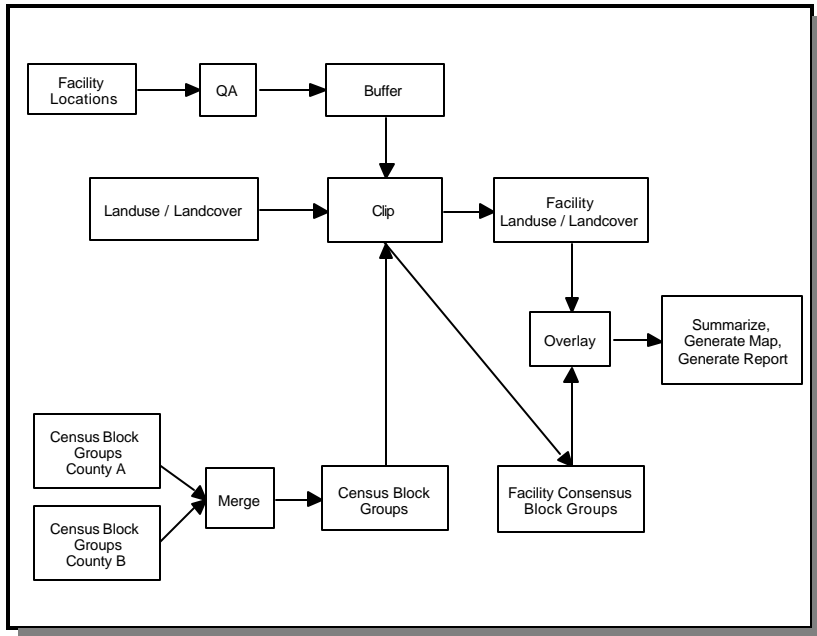 Facility
Locations
QA
Buffer
Landuse / Landcover
Clip
Facility
Landuse / Landcover
Overlay
Summarize,
Generate Map,
Generate Report
Census Block
Groups
County A
Merge
Census Block
Groups
Facility Consensus
Block Groups
Census Block
Groups
County B